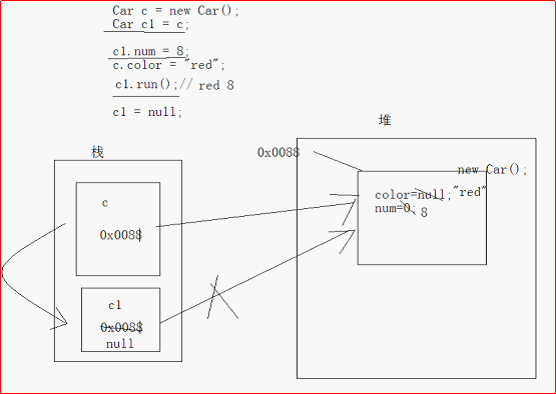 Car c = new Car();
Car c1 = c;
c1.num = 8;
c.color = "red";
c1.run();// red 8
c1 = null;
堆
栈
0x0088
new Car();
color=null;"red"
num=0; 8
c
0x0088
c1
0x0088
null